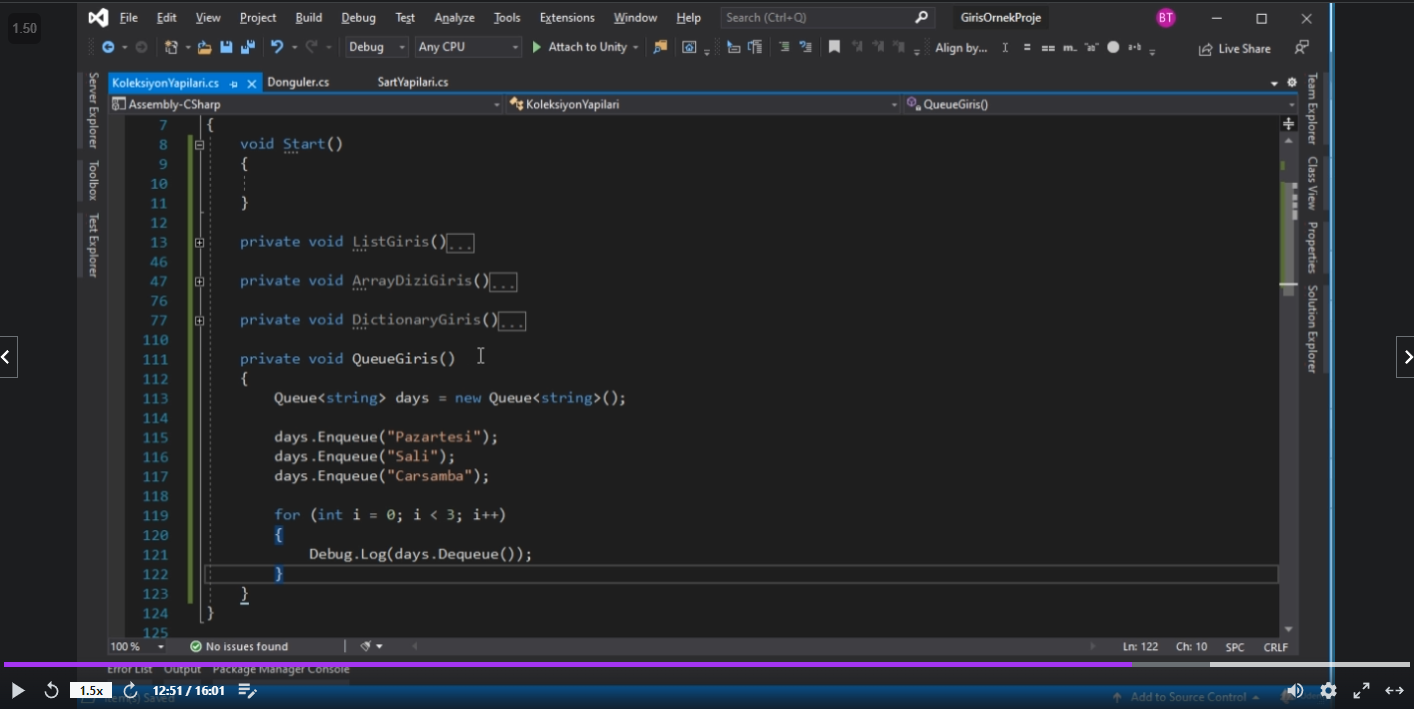 1.50
File Edit View Project Build Debug Test Analyze Tools Extensions Window Help Search (Ctrl+Q) GirisOrnekProje BT
Debug Any CPU Attach to Unity Align by... Live Share
KoleksiyonYapilari.cs Donguler.cs SartYapilari.cs
Assembly-CSharp KoleksiyonYapilari QueueGiris()
Server Explorer
Toolbox
Test Explorer
7 {
8 void Start()
9 {
10
11 }
12
13 private void ListGiris()...
46
47 private void ArrayDiziGiris()...
76
77 private void DictionaryGiris()...
110
111 private void QueueGiris()
112 {
113 Queue<string> days = new Queue<string>();
114
115 days.Enqueue("Pazartesi");
116 days.Enqueue("Sali");
117 days.Enqueue("Carsamba");
118
119 for (int i = 0; i < 3; i++)
120 {
121 Debug.Log(days.Dequeue());
122 }
123 }
124 }
125
Team Explorer
Class View
Properties
Solution Explorer
100 % No issues found Ln: 122 Ch: 10 SPC CRLF
Error List Output Package Manager Console
1.5x 12:51 / 16:01
Item(s) Saved Add to Source Control